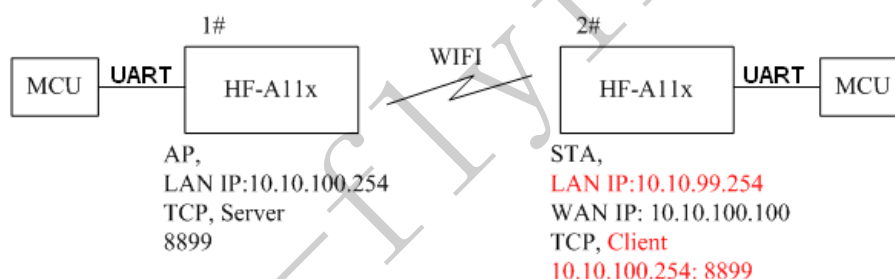 1#
2#
MCU
UART
HF-A11x
WIFI
HF-A11x
UART
MCU
AP,
LAN IP:10.10.100.254
TCP, Server
8899
STA,
LAN IP:10.10.99.254
WAN IP: 10.10.100.100
TCP, Client
10.10.100.254: 8899